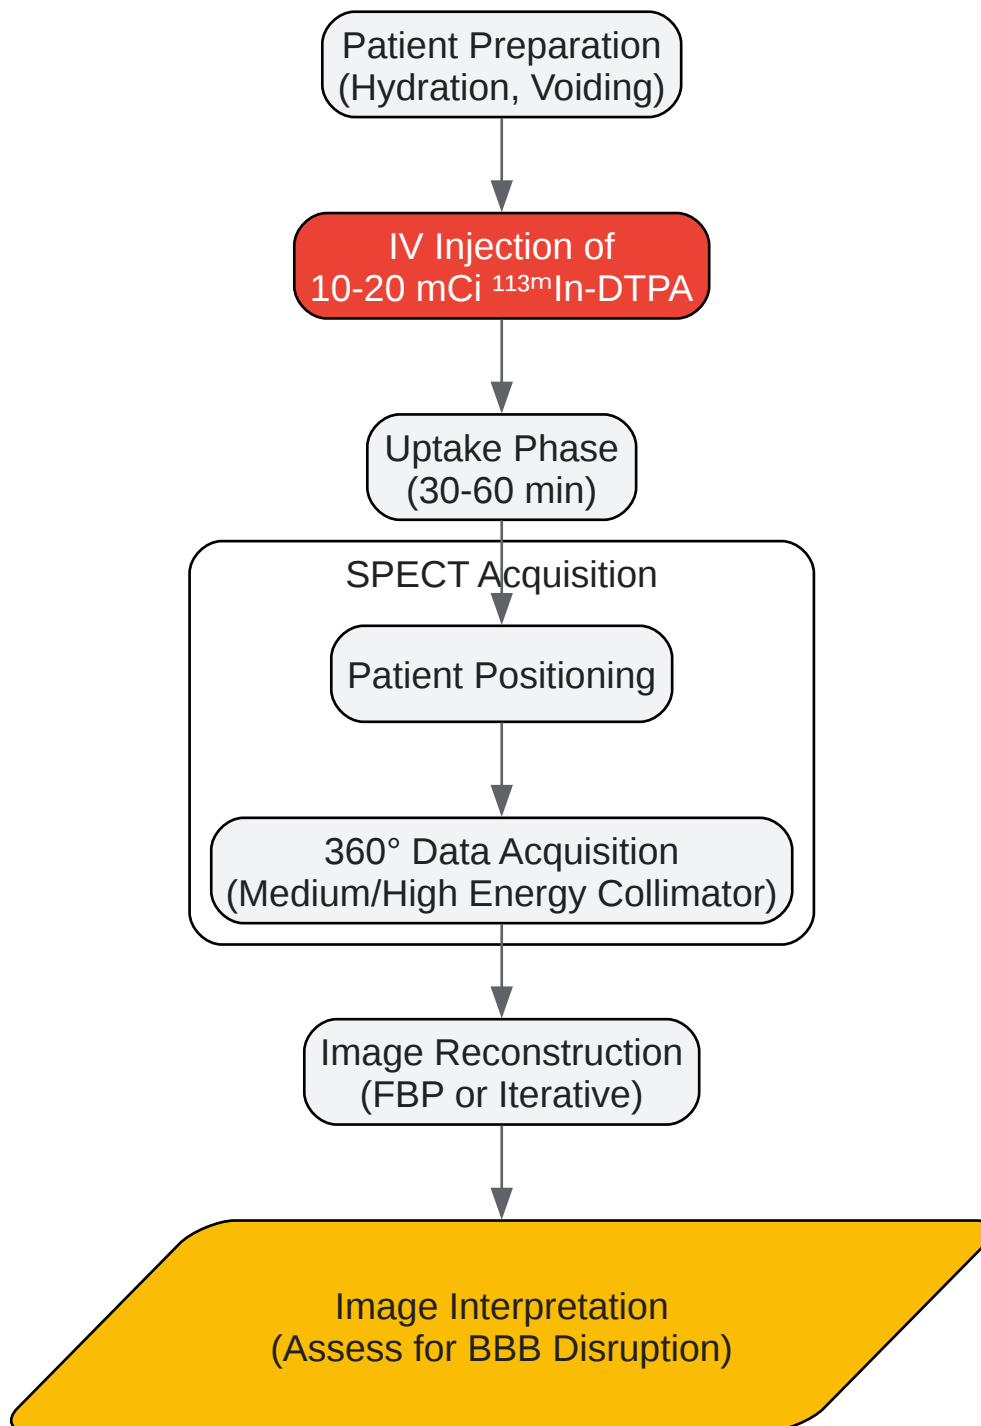 Patient Preparation
(Hydration, Voiding)
IV Injection of
10-20 mCi ¹¹³ᵐIn-DTPA
Uptake Phase
(30-60 min)
SPECT Acquisition
Patient Positioning
360° Data Acquisition
(Medium/High Energy Collimator)
Image Reconstruction
(FBP or Iterative)
Image Interpretation
(Assess for BBB Disruption)